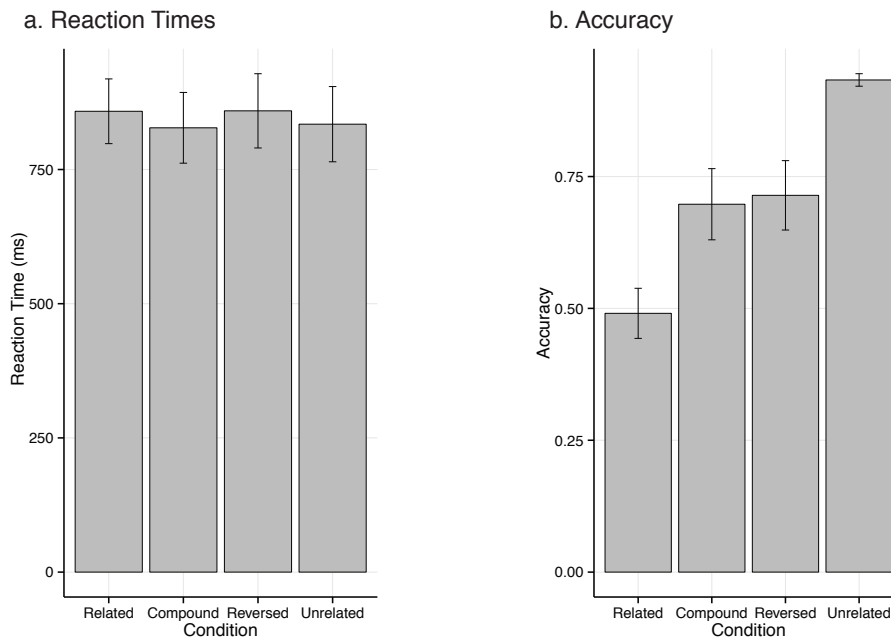 a. Reaction Times
Reaction Time (ms)
750
500
250
0
Related Compound Reversed Unrelated
Condition
b. Accuracy
Accuracy
0.75
0.50
0.25
0.00
Related Compound Reversed Unrelated
Condition